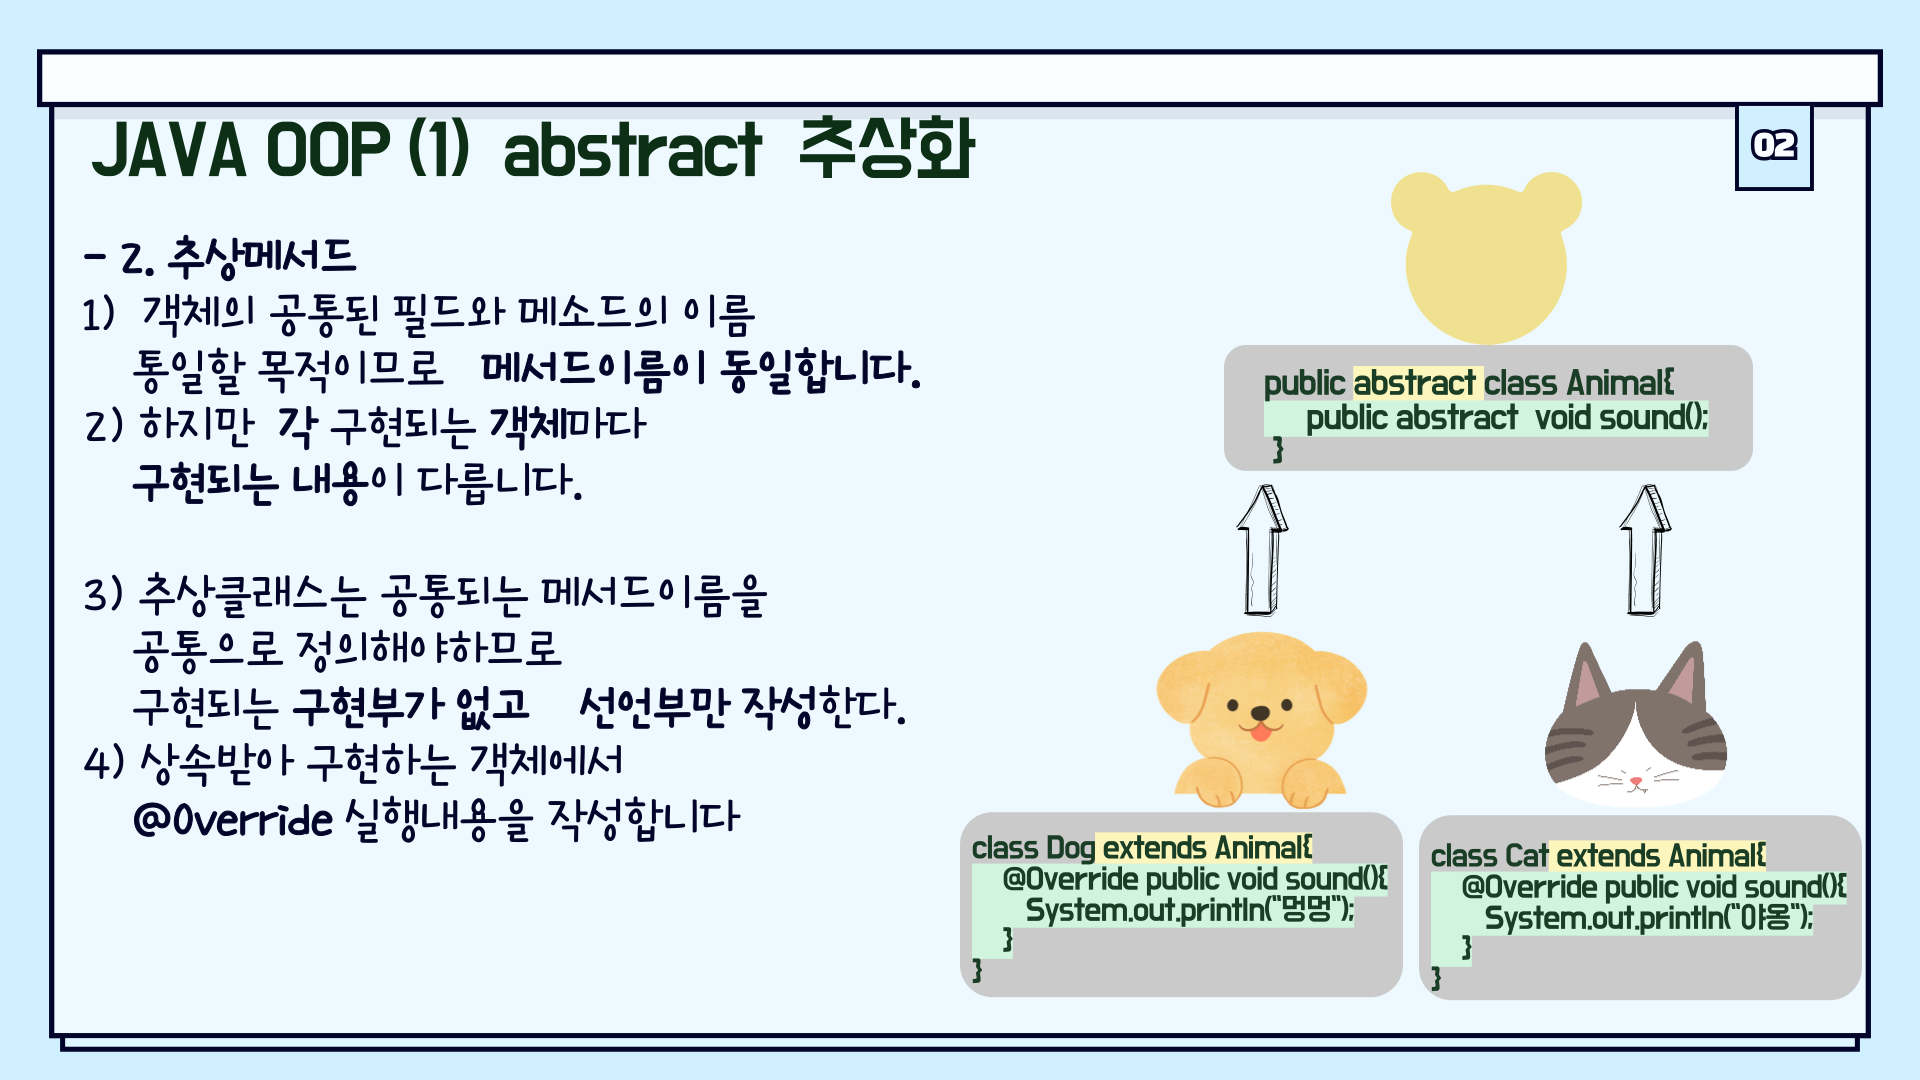 JAVA OOP (1) abstract 추상화
02
- 2. 추상메서드
1) 객체의 공통된 필드와 메소드의 이름
통일할 목적이므로 메서드이름이 동일합니다.
2) 하지만 각 구현되는 객체마다
구현되는 내용이 다릅니다.
3) 추상클래스는 공통되는 메서드이름을
공통으로 정의해야하므로
구현되는 구현부가 없고 선언부만 작성한다.
4) 상속받아 구현하는 객체에서
@Override 실행내용을 작성합니다
public abstract class Animal{
public abstract void sound();
}
class Dog extends Animal{
@Override public void sound(){
System.out.println("멍멍");
}
}
class Cat extends Animal{
@Override public void sound(){
System.out.println("야옹");
}
}